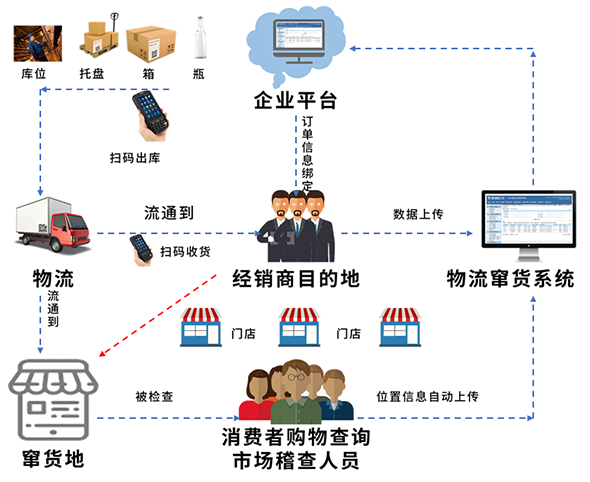 库位
托盘
箱
瓶
企业平台
订单信息绑定
扫码出库
流通到
扫码收货
数据上传
物流
经销商目的地
物流窜货系统
流通到
门店
门店
被检查
位置信息自动上传
窜货地
消费者购物查询
市场稽查人员